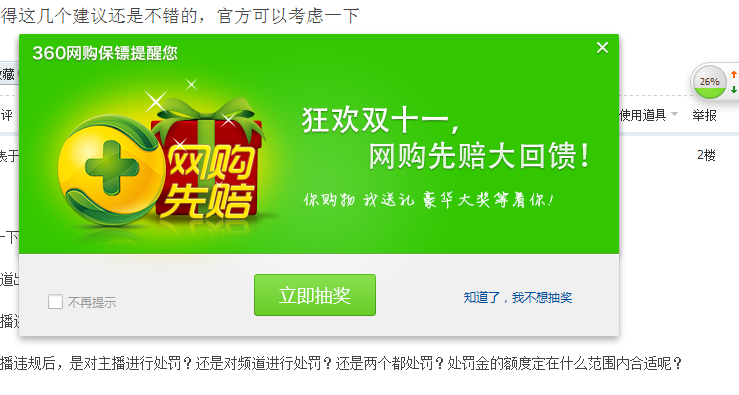 得这几个建议还是不错的，官方可以考虑一下
360网购保镖提醒您
收藏
26%
评
使用道具 举报
狂欢双十一，
网购先赔大回馈！
网购
先赔
表于
2楼
你购物 我送礼 豪华大奖等着你！
一下
道出
不再提示
立即抽奖
知道了，我不想抽奖
播违
播违规后，是对主播进行处罚？还是对频道进行处罚？还是两个都处罚？处罚金的额度定在什么范围内合适呢？